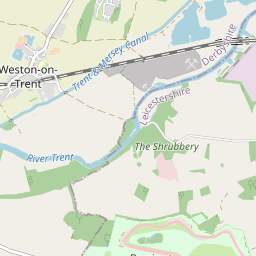 Trent & Mersey Canal
Derbyshire
Leicestershire
Weston-on-
Trent
The Shrubbery
River Trent